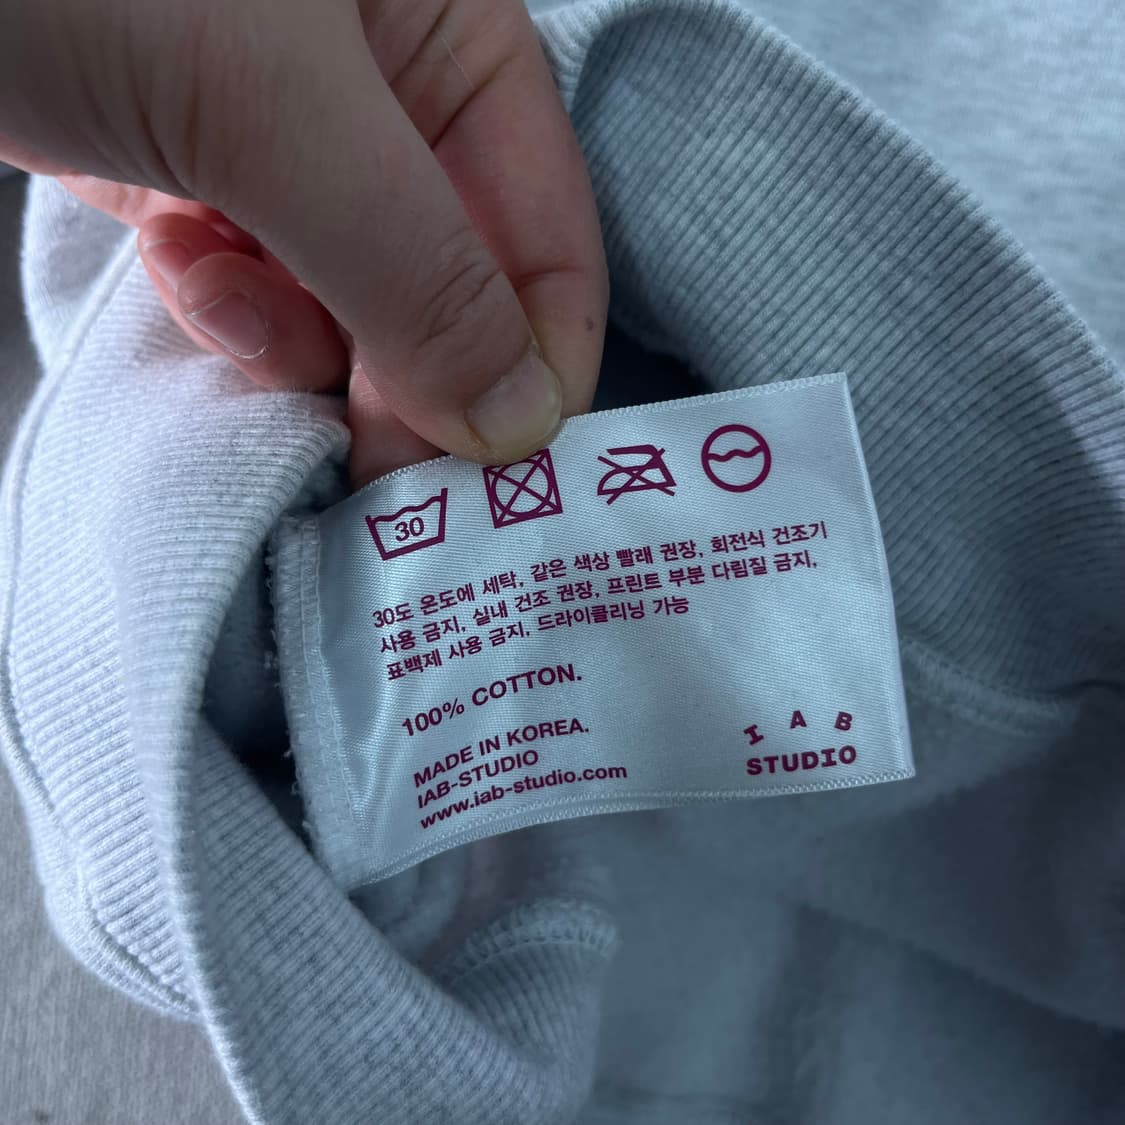 30
30도 온도에 세탁, 같은 색상 빨래 권장, 회전식 건조기
사용 금지, 실내 건조 권장, 프린트 부분 다림질 금지,
표백제 사용 금지, 드라이클리닝 가능
100% COTTON.
MADE IN KOREA.
IAB-STUDIO
www.iab-studio.com
I A B
STUDIO